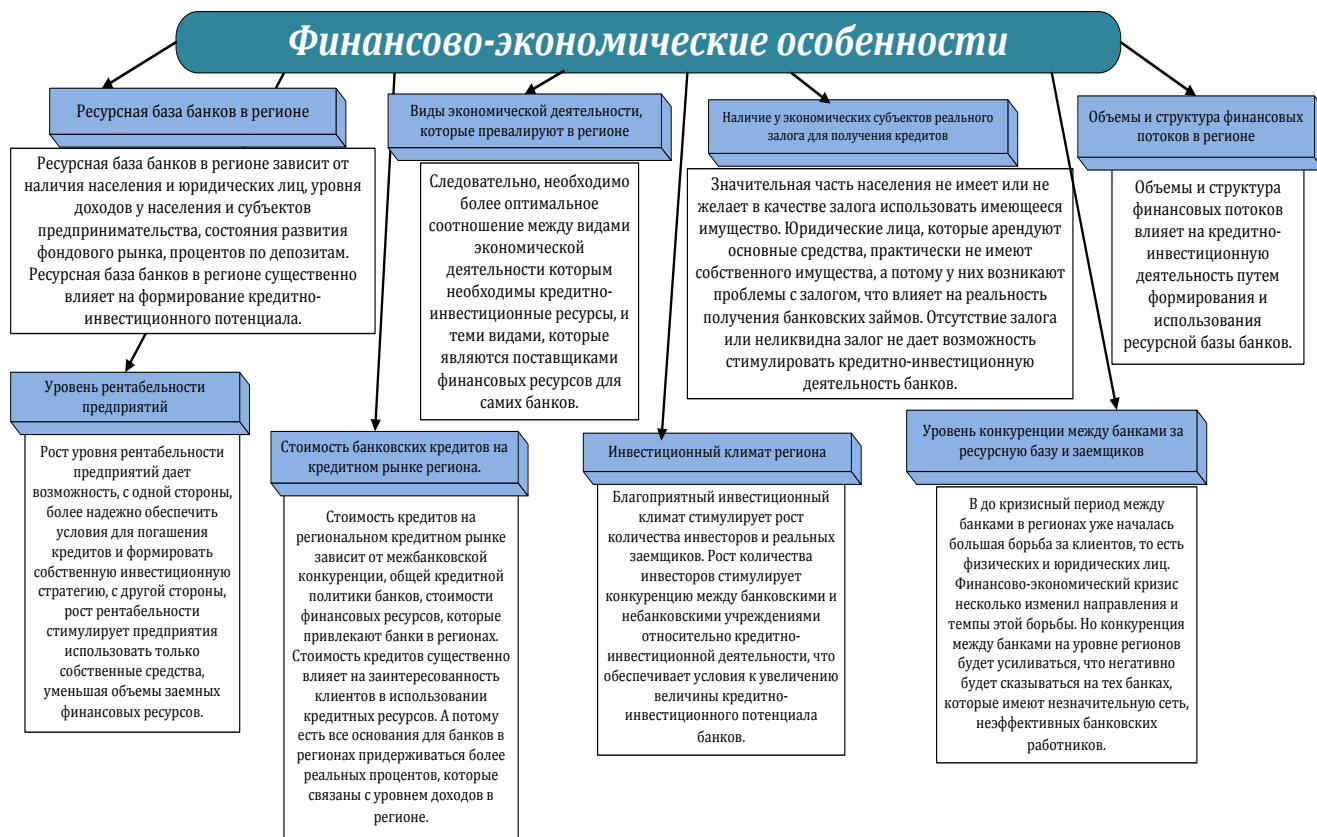 Финансово-экономические особенности
Ресурсная база банков в регионе
Ресурсная база банков в регионе зависит от
наличия населения и юридических лиц, уровня
доходов у населения и субъектов
предпринимательства, состояния развития
фондового рынка, процентов по депозитам.
Ресурсная база банков в регионе существенно
влияет на формирование кредитно-
инвестиционного потенциала.
Виды экономической деятельности,
которые превалируют в регионе
Следовательно, необходимо
более оптимальное
соотношение между видами
экономической
деятельности которым
необходимы кредитно-
инвестиционные ресурсы, и
теми видами, которые
являются поставщиками
финансовых ресурсов для
самих банков.
Наличие у экономических субъектов реального
залога для получения кредитов
Значительная часть населения не имеет или не
желает в качестве залога использовать имеющееся
имущество. Юридические лица, которые арендуют
основные средства, практически не имеют
собственного имущества, а потому у них возникают
проблемы с залогом, что влияет на реальность
получения банковских займов. Отсутствие залога
или неликвидна залог не дает возможность
стимулировать кредитно-инвестиционную
деятельность банков.
Объемы и структура финансовых
потоков в регионе
Объемы и структура
финансовых потоков
влияет на кредитно-
инвестиционную
деятельность путем
формирования и
использования
ресурсной базы банков.
Уровень рентабельности
предприятий
Рост уровня рентабельности
предприятий дает
возможность, с одной стороны,
более надежно обеспечить
условия для погашения
кредитов и формировать
собственную инвестиционную
стратегию, с другой стороны,
рост рентабельности
стимулирует предприятия
использовать только
собственные средства,
уменьшая объемы заемных
финансовых ресурсов.
Стоимость банковских кредитов на
кредитном рынке региона.
Стоимость кредитов на
региональном кредитном рынке
зависит от межбанковской
конкуренции, общей кредитной
политики банков, стоимости
финансовых ресурсов, которые
привлекают банки в регионах.
Стоимость кредитов существенно
влияет на заинтересованность
клиентов в использовании
кредитных ресурсов. А потому
есть все основания для банков в
регионах придерживаться более
реальных процентов, которые
связаны с уровнем доходов в
регионе.
Инвестиционный климат региона
Благоприятный инвестиционный
климат стимулирует рост
количества инвесторов и реальных
заемщиков. Рост количества
инвесторов стимулирует
конкуренцию между банковскими и
небанковскими учреждениями
относительно кредитно-
инвестиционной деятельности, что
обеспечивает условия к увеличению
величины кредитно-
инвестиционного потенциала
банков.
Уровень конкуренции между банками за
ресурсную базу и заемщиков
В до кризисный период между
банками в регионах уже началась
большая борьба за клиентов, то есть
физических и юридических лиц.
Финансово-экономический кризис
несколько изменил направления и
темпы этой борьбы. Но конкуренция
между банками на уровне регионов
будет усиливаться, что негативно
будет сказываться на тех банках,
которые имеют незначительную сеть,
неэффективных банковских
работников.